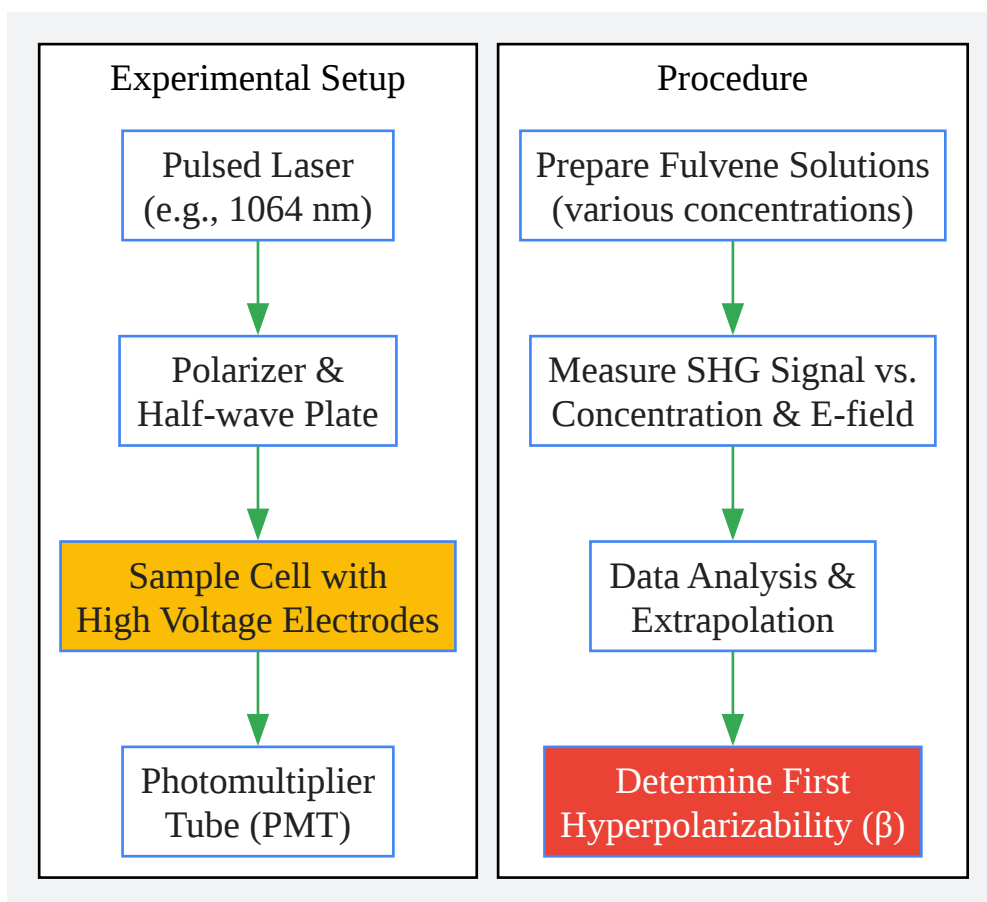 Experimental Setup
Pulsed Laser
(e.g., 1064 nm)
Polarizer &
Half-wave Plate
Sample Cell with
High Voltage Electrodes
Photomultiplier
Tube (PMT)
Procedure
Prepare Fulvene Solutions
(various concentrations)
Measure SHG Signal vs.
Concentration & E-field
Data Analysis &
Extrapolation
Determine First
Hyperpolarizability (β)